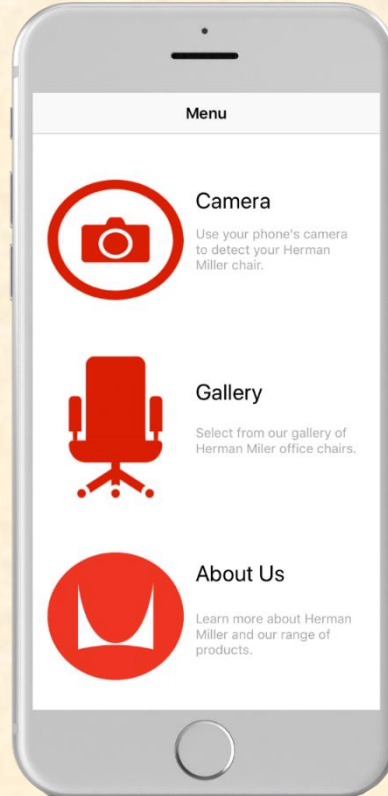 Menu
Camera
Use your phone's camera
to detect your Herman
Miller chair.
Gallery
Select from our gallery of
Herman Miler office chairs.
About Us
Learn more about Herman
Miller and our range of
products.